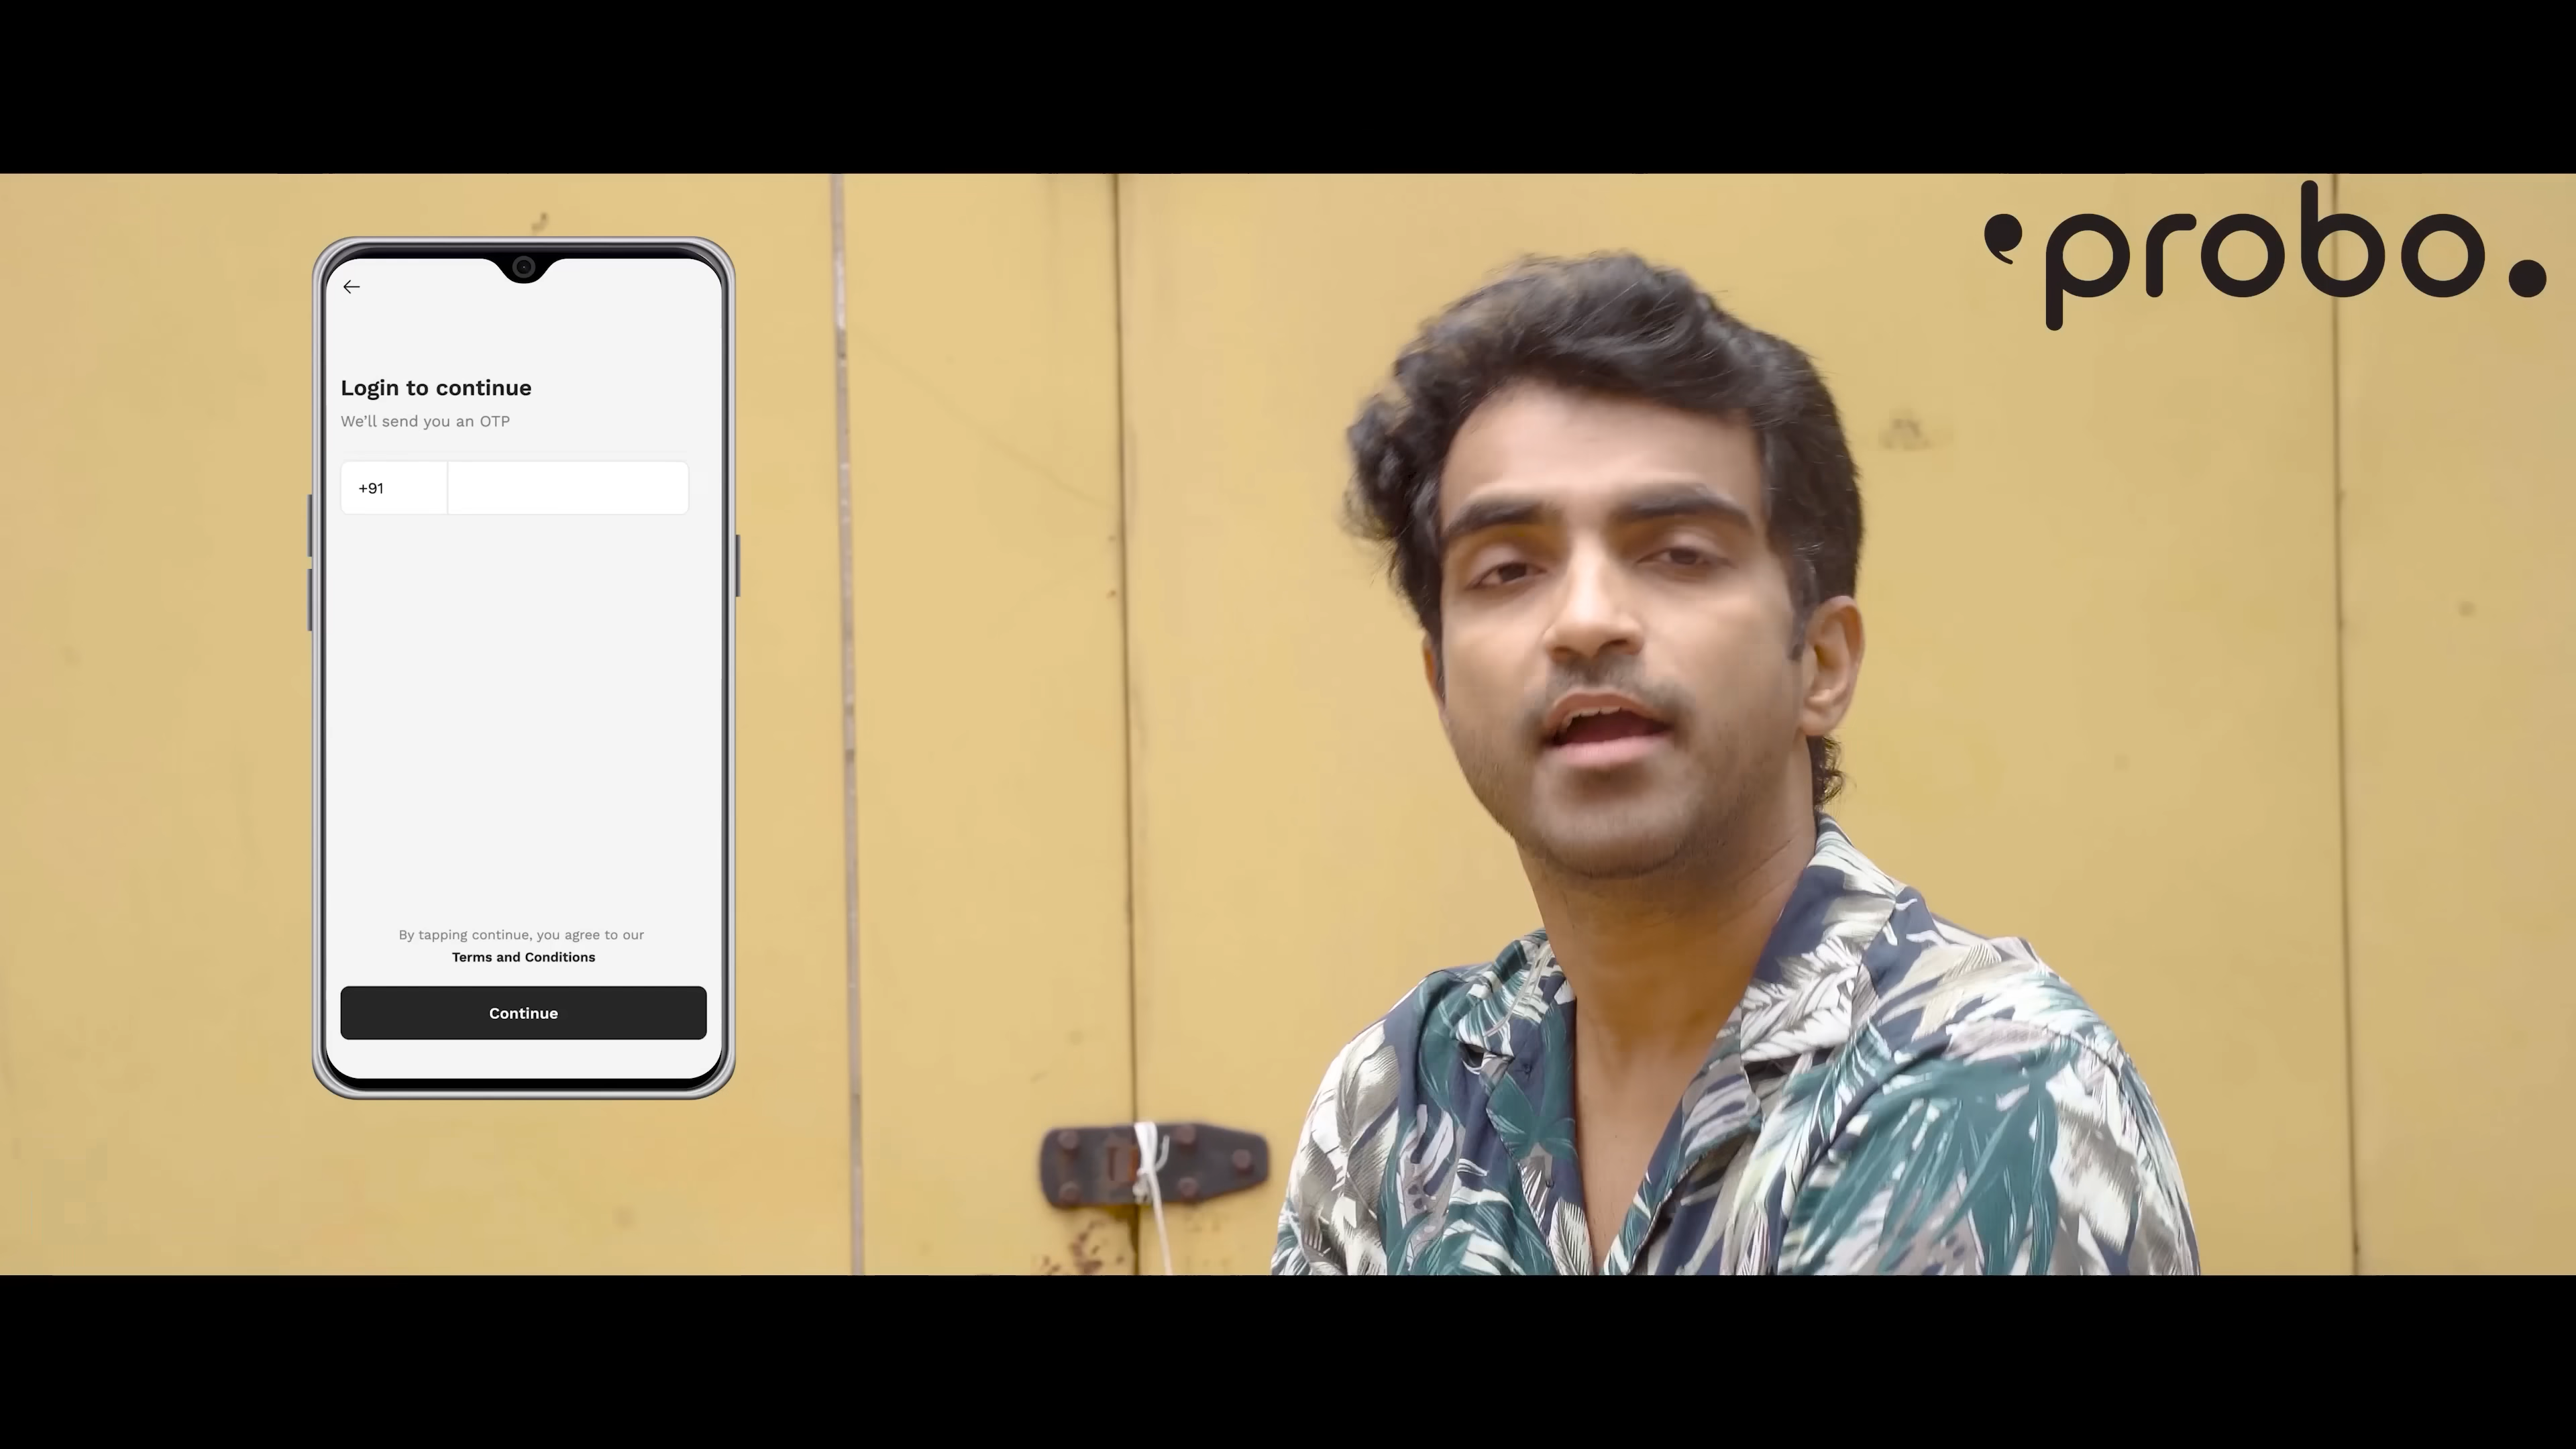 probo.
Login to continue
We'll send you an OTP
+91
By tapping continue, you agree to our
Terms and Conditions
Continue